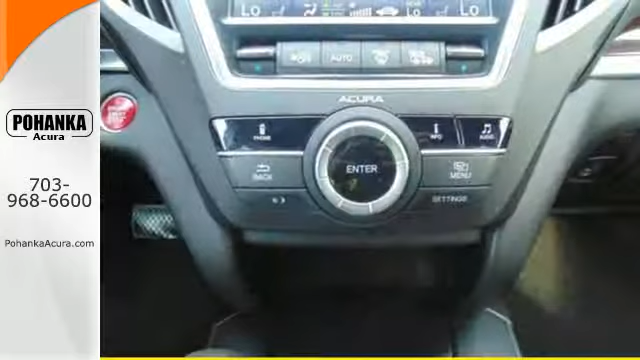 POHANKA
Acura
703-
968-6600
PohankaAcura.com
LO
LO
AUTO
ACURA
PHONE
INFO
AUDIO
ENTER
BACK
MENU
SETTINGS